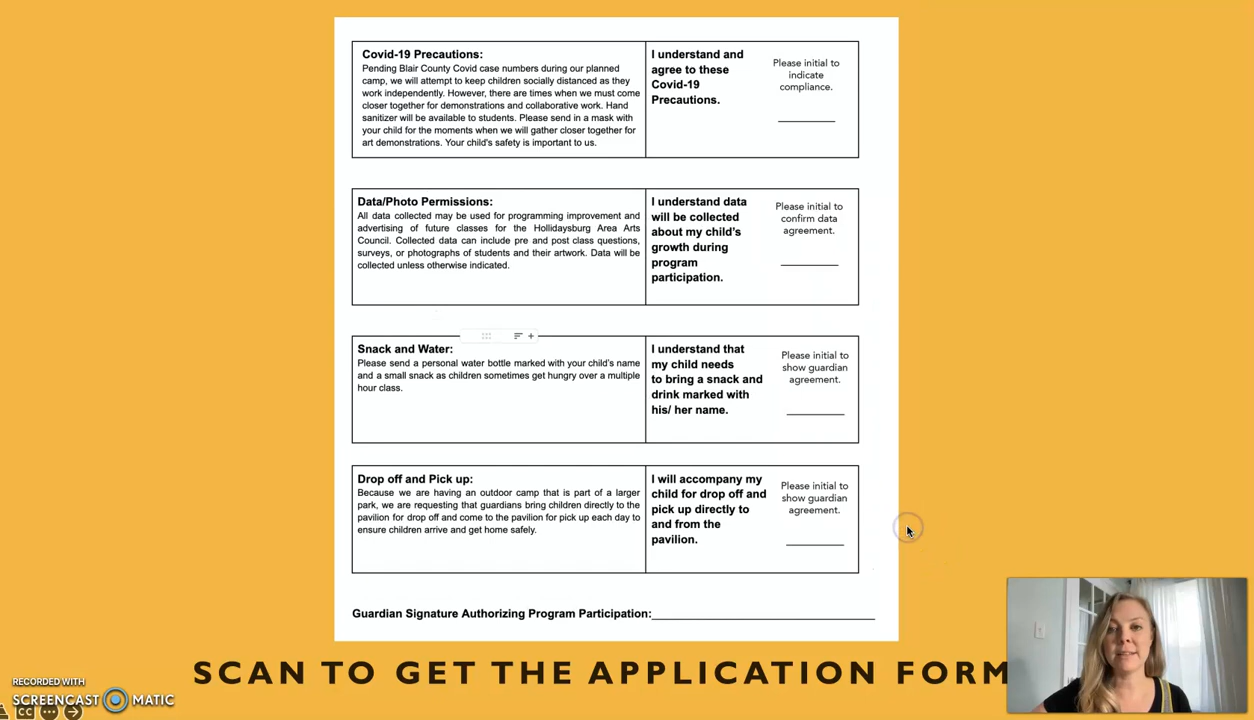 Covid-19 Precautions:
Pending Blair County Covid case numbers during our planned
camp, we will attempt to keep children socially distanced as they
work independently. However, there are times when we must come
closer together for demonstrations and collaborative work. Hand
sanitizer will be available to students. Please send in a mask with
your child for the moments when we will gather closer together for
art demonstrations. Your child's safety is important to us.
I understand and
agree to these
Covid-19
Precautions.
Please initial to
indicate
compliance.
Data/Photo Permissions:
All data collected may be used for programming improvement and
advertising of future classes for the Hollidaysburg Area Arts
Council. Collected data can include pre and post class questions,
surveys, or photographs of students and their artwork. Data will be
collected unless otherwise indicated.
I understand data
will be collected
about my child's
growth during
program
participation.
Please initial to
confirm data
agreement.
Snack and Water:
Please send a personal water bottle marked with your child's name
and a small snack as children sometimes get hungry over a multiple
hour class.
I understand that
my child needs
to bring a snack and
drink marked with
his/ her name.
Please initial to
show guardian
agreement.
Drop off and Pick up:
Because we are having an outdoor camp that is part of a larger
park, we are requesting that guardians bring children directly to the
pavilion for drop off and come to the pavilion for pick up each day to
ensure children arrive and get home safely.
I will accompany my
child for drop off and
pick up directly to
and from the
pavilion.
Please initial to
show guardian
agreement.
Guardian Signature Authorizing Program Participation:
SCAN TO GET THE APPLICATION FORM
RECORDED WITH
SCREENCAST MATIC
CC